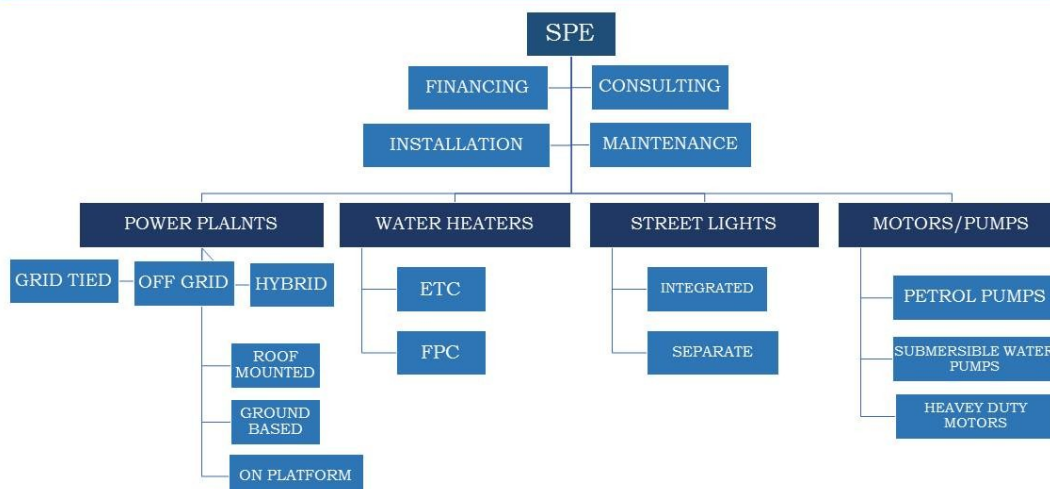 SPE
FINANCING
CONSULTING
INSTALLATION
MAINTENANCE
POWER PLALNTS
WATER HEATERS
STREET LIGHTS
MOTORS/PUMPS
GRID TIED
OFF GRID
HYBRID
ROOF
MOUNTED
GROUND
BASED
ON PLATFORM
ETC
FPC
INTEGRATED
SEPARATE
PETROL PUMPS
SUBMERSIBLE WATER
PUMPS
HEAVEY DUTY
MOTORS